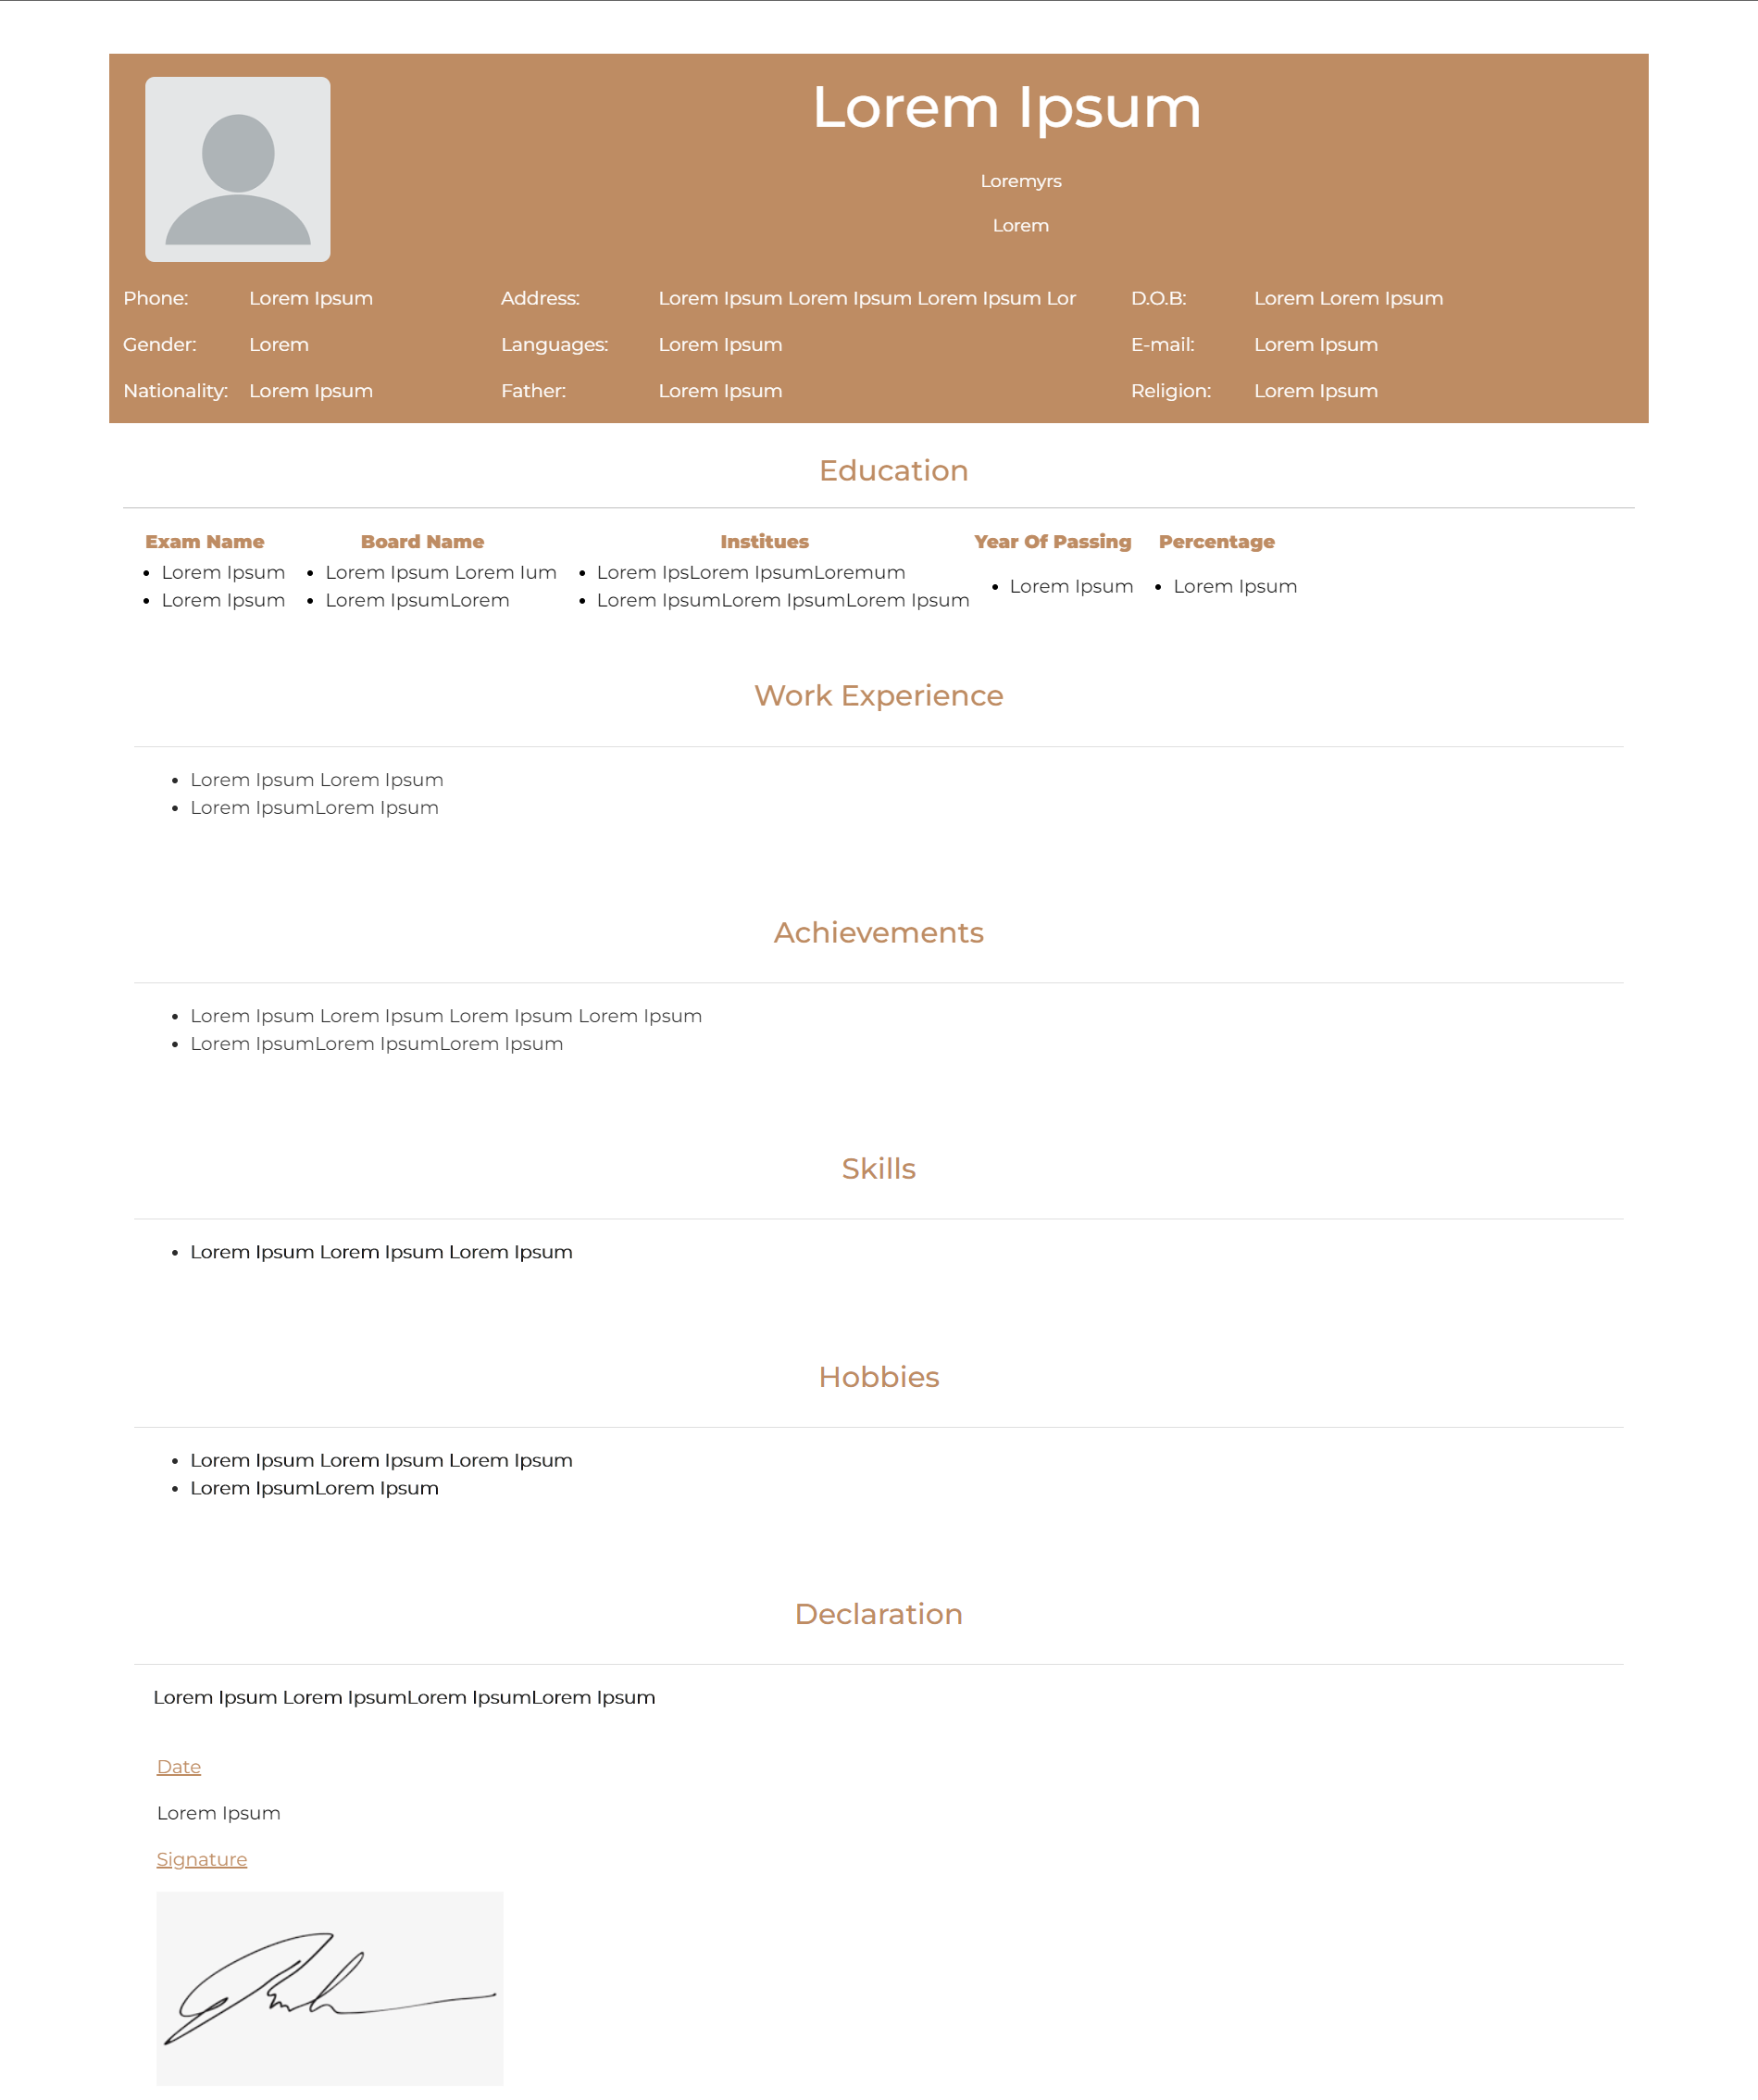 Lorem Ipsum
Loremyrs
Lorem
Phone: Lorem Ipsum Address: Lorem Ipsum Lorem Ipsum Lorem Ipsum Lor D.O.B: Lorem Lorem Ipsum
Gender: Lorem Languages: Lorem Ipsum E-mail: Lorem Ipsum
Nationality: Lorem Ipsum Father: Lorem Ipsum Religion: Lorem Ipsum
Education
Exam Name Board Name Institues Year Of Passing Percentage
• Lorem Ipsum • Lorem Ipsum Lorem Ium • Lorem IpsLorem IpsumLoremum • Lorem Ipsum • Lorem Ipsum
• Lorem Ipsum • Lorem IpsumLorem • Lorem IpsumLorem IpsumLorem Ipsum
Work Experience
• Lorem Ipsum Lorem Ipsum
• Lorem IpsumLorem Ipsum
Achievements
• Lorem Ipsum Lorem Ipsum Lorem Ipsum Lorem Ipsum
• Lorem IpsumLorem IpsumLorem Ipsum
Skills
• Lorem Ipsum Lorem Ipsum Lorem Ipsum
Hobbies
• Lorem Ipsum Lorem Ipsum Lorem Ipsum
• Lorem IpsumLorem Ipsum
Declaration
Lorem Ipsum Lorem IpsumLorem IpsumLorem Ipsum
Date
Lorem Ipsum
Signature